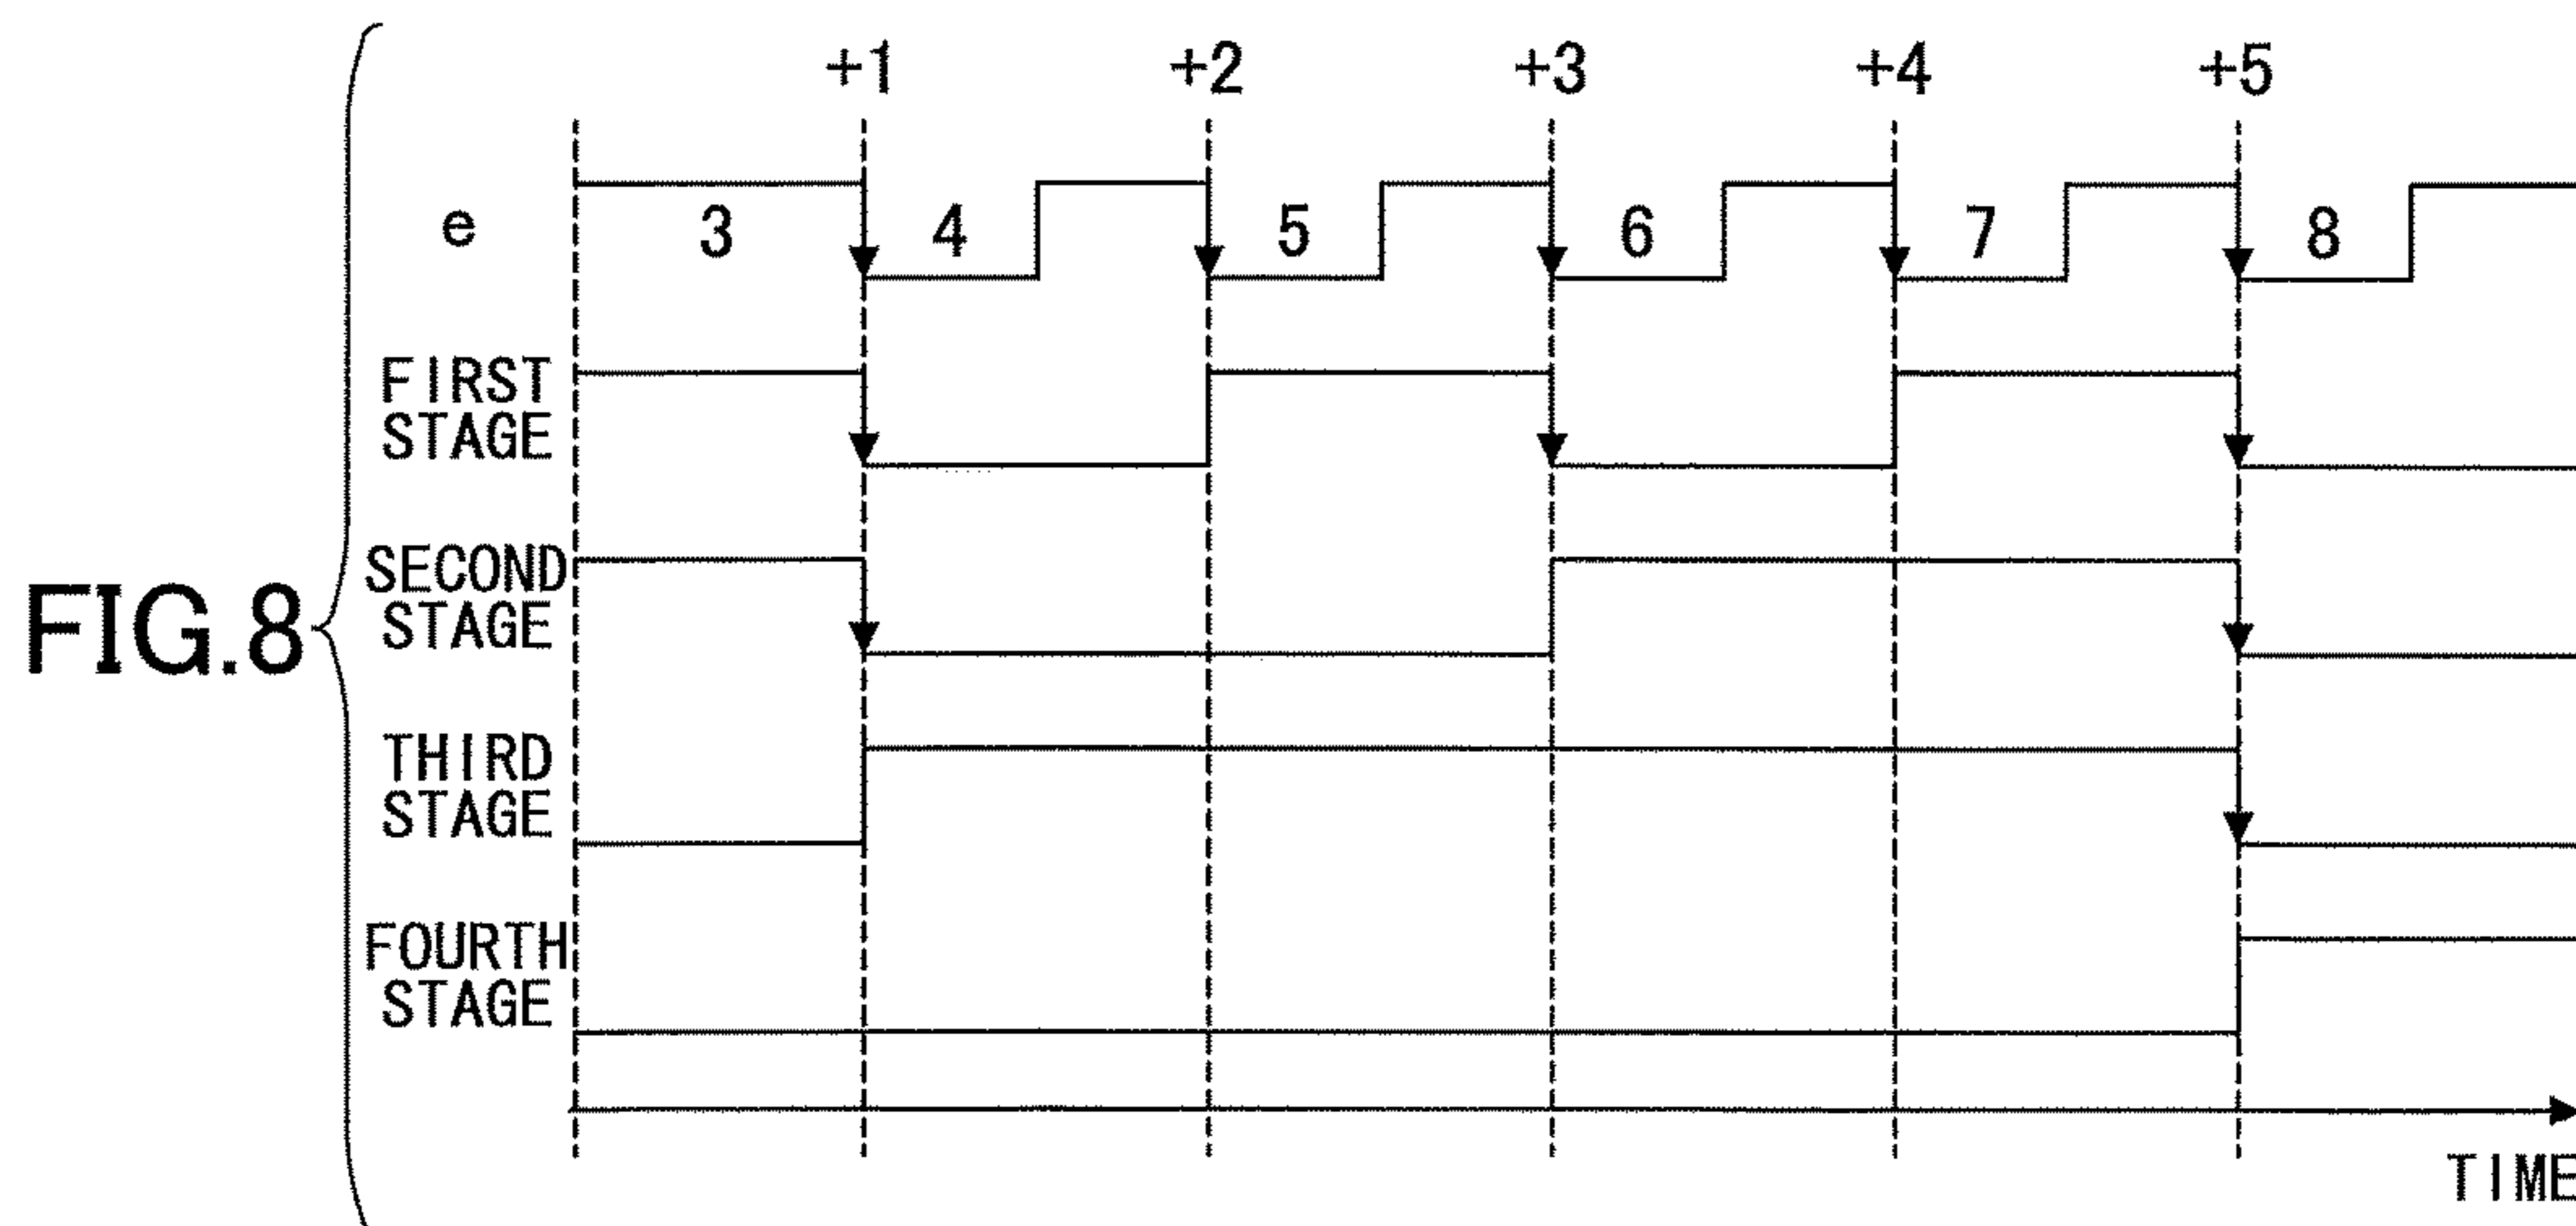 +1 +2 +3 +4 +5
e 3 4 5 6 7 8
FIRST
STAGE
SECOND
STAGE
FIG.8
THIRD
STAGE
FOURTH
STAGE
TIME